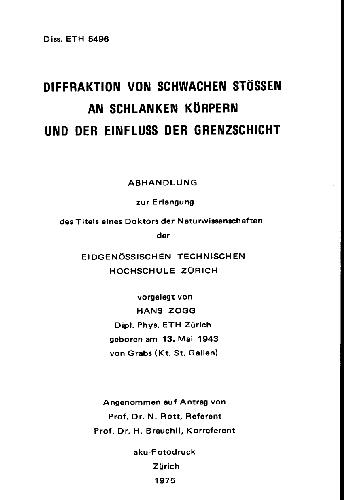 Diss. ETH 5496
DIFFRAKTION VON SCHWACHEN STÖSSEN
AN SCHLANKEN KÖRPERN
UND DER EINFLUSS DER GRENZSCHICHT
ABHANDLUNG
zur Erlangung
des Titels eines Doktors der Naturwissenschaften
der
EIDGENÖSSISCHEN TECHNISCHEN
HOCHSCHULE ZÜRICH
vorgelegt von
HANS ZOGG
Dipl. Phys. ETH Zürich
geboren am 13. Mai 1943
von Grabs (Kt. St. Gallen)
Angenommen auf Antrag von
Prof. Dr. N. Rott, Referent
Prof. Dr. H. Brauchli, Korreferent
aku-Fotodruck
Zürich
1975